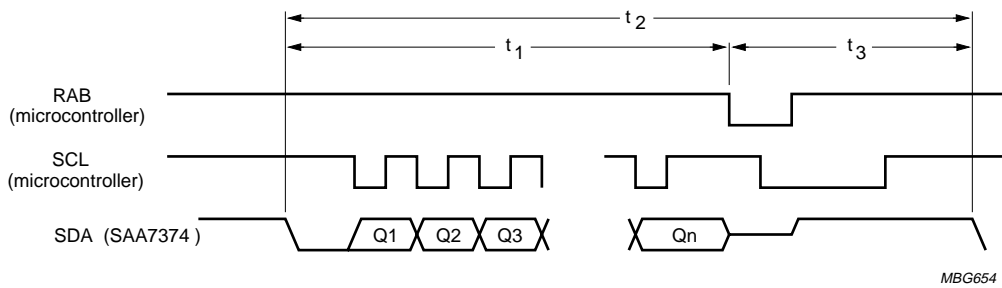 t2
t1
t3
RAB
(microcontroller)
SCL
(microcontroller)
SDA (SAA7374 )
Q1 Q2 Q3 Qn
MBG654